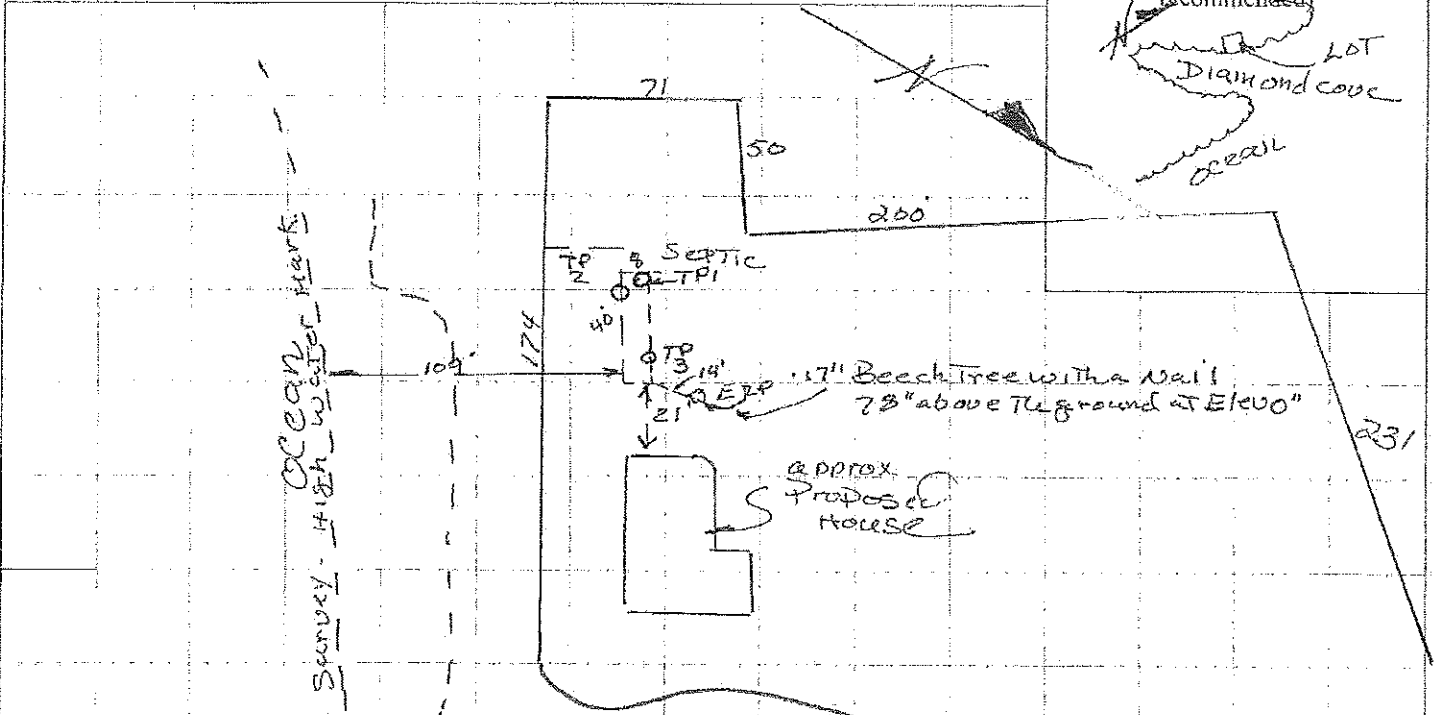 recommended)
LOT
Diamond cove
ocean
71
50
200'
Septic
TP
2
8
TP1
40'
174
OCEAN
Survey - High Water Mark
109'
TP
3
14'
ERP
21'
17" Beech Tree with a Nail
78" above The ground at Elev 0"
231
approx
Proposed
House